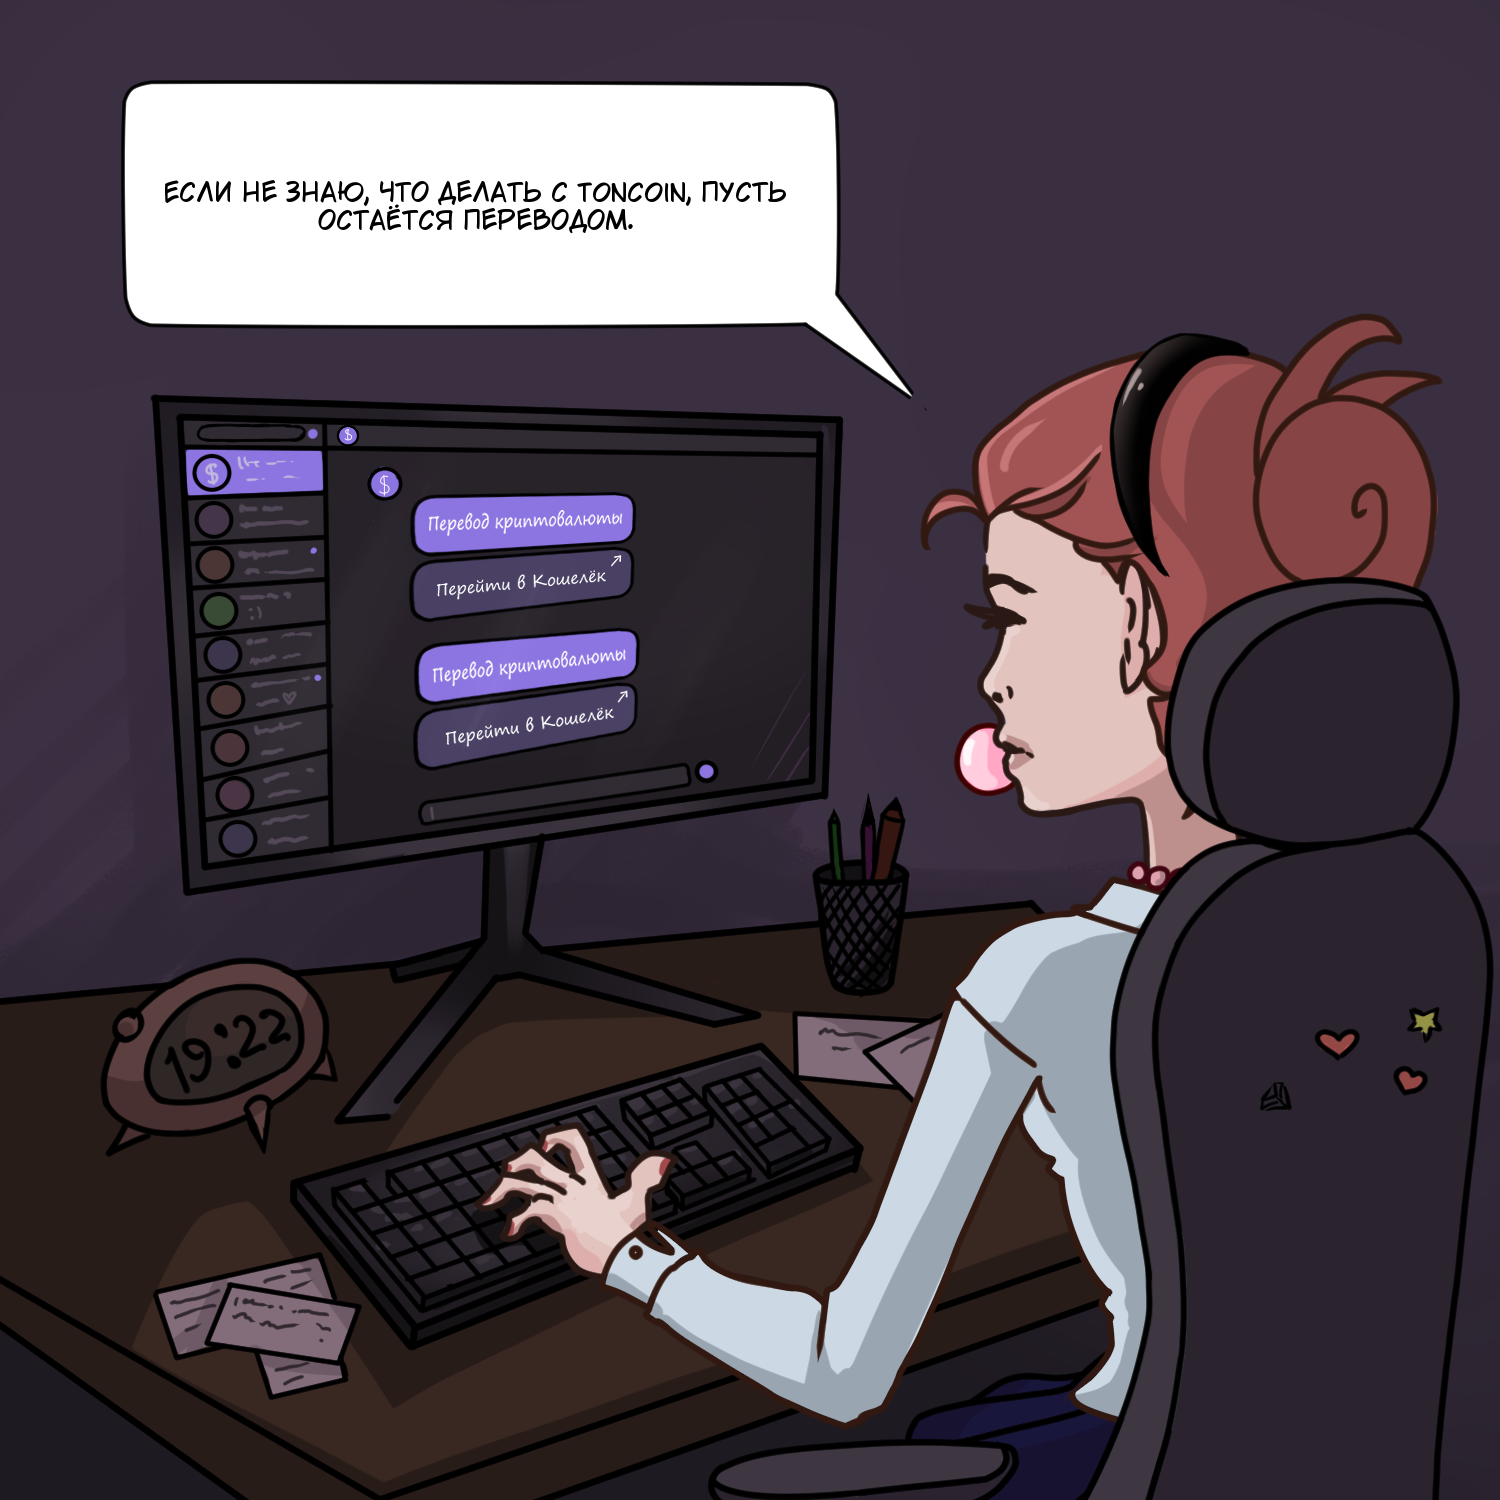 ЕСЛИ НЕ ЗНАЮ, ЧТО ДЕЛАТЬ С TONCOIN, ПУСТЬ
ОСТАЁТСЯ ПЕРЕВОДОМ.
$
$
$
Перевод криптовалюты
Перейти в Кошелёк
:)
Перевод криптовалюты
Перейти в Кошелёк
19:22